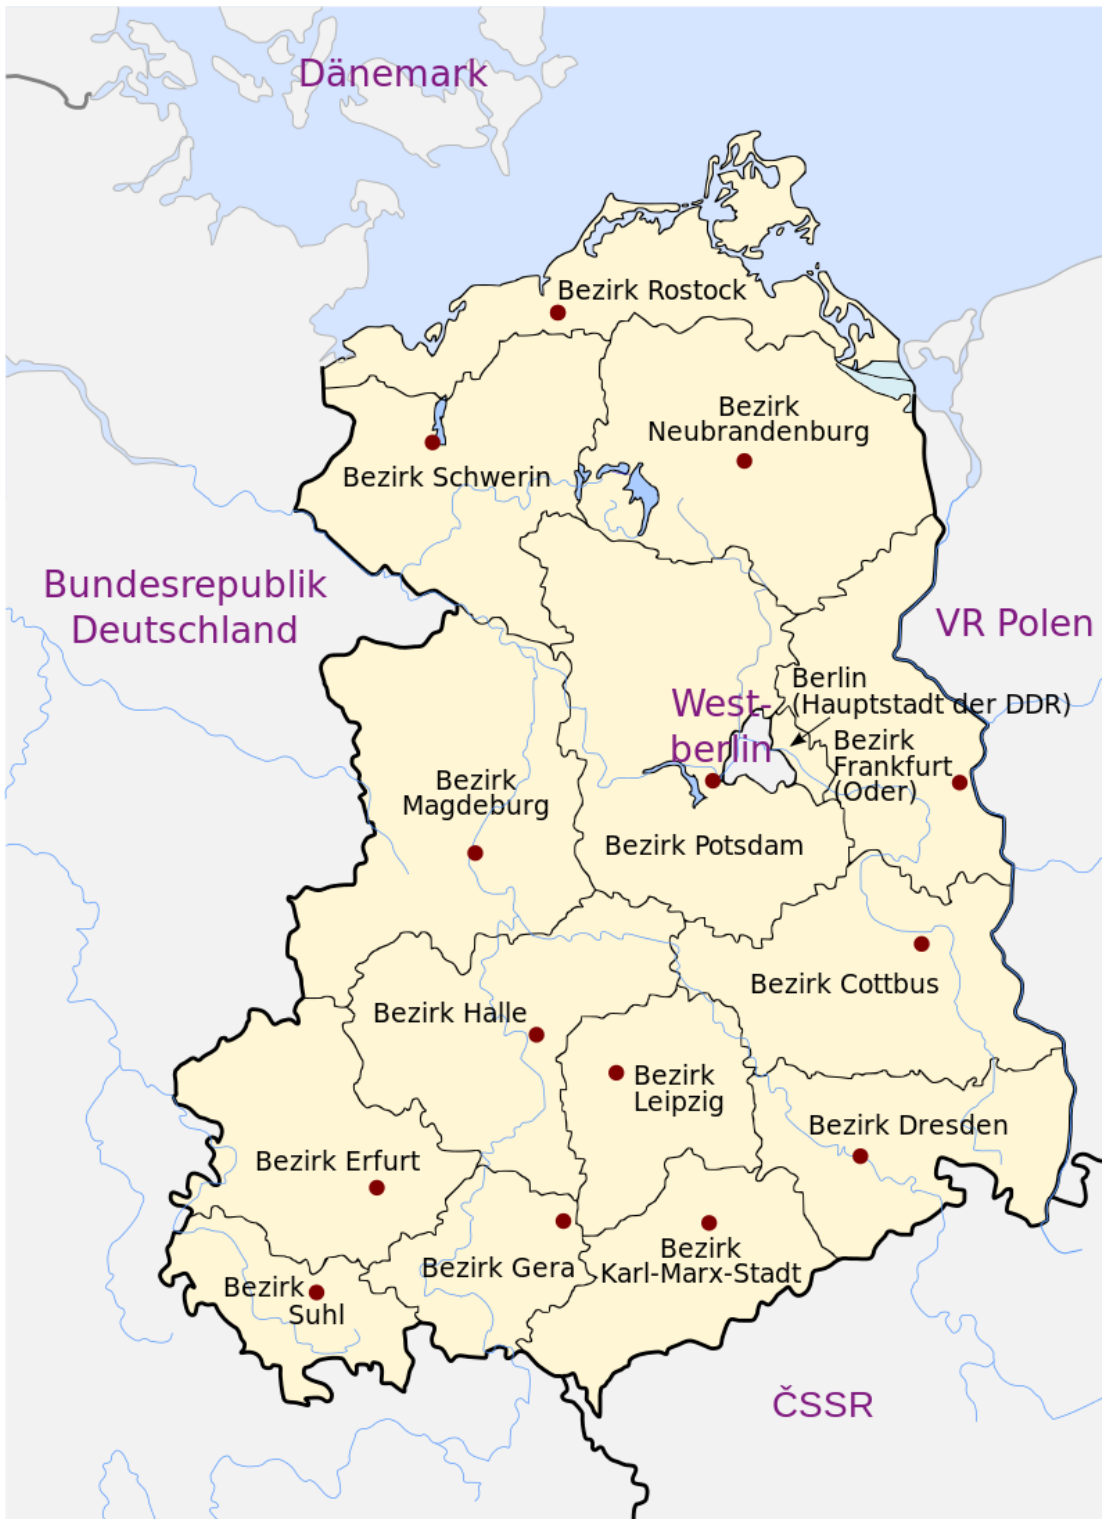 Dänemark
Bezirk Rostock
Bezirk
Neubrandenburg
Bezirk Schwerin
Bundesrepublik
Deutschland
VR Polen
Berlin
(Hauptstadt der DDR)
West-
berlin
Bezirk
Frankfurt
(Oder)
Bezirk
Magdeburg
Bezirk Potsdam
Bezirk Cottbus
Bezirk Halle
Bezirk
Leipzig
Bezirk Dresden
Bezirk Erfurt
Bezirk Gera
Bezirk
Karl-Marx-Stadt
Bezirk
Suhl
ČSSR